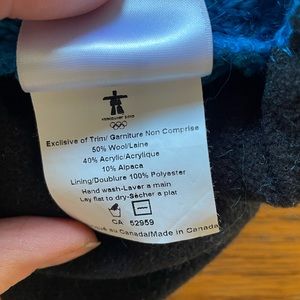 vancouver 2010
Exclusive of Trim/ Garniture Non Comprise
50% Wool/Laine
40% Acrylic/Acrylique
10% Alpaca
Lining/Doublure 100% Polyester
Hand wash-Laver a main
Lay flat to dry-Sècher a plat
CA 52959
au Canada/Made in Canada